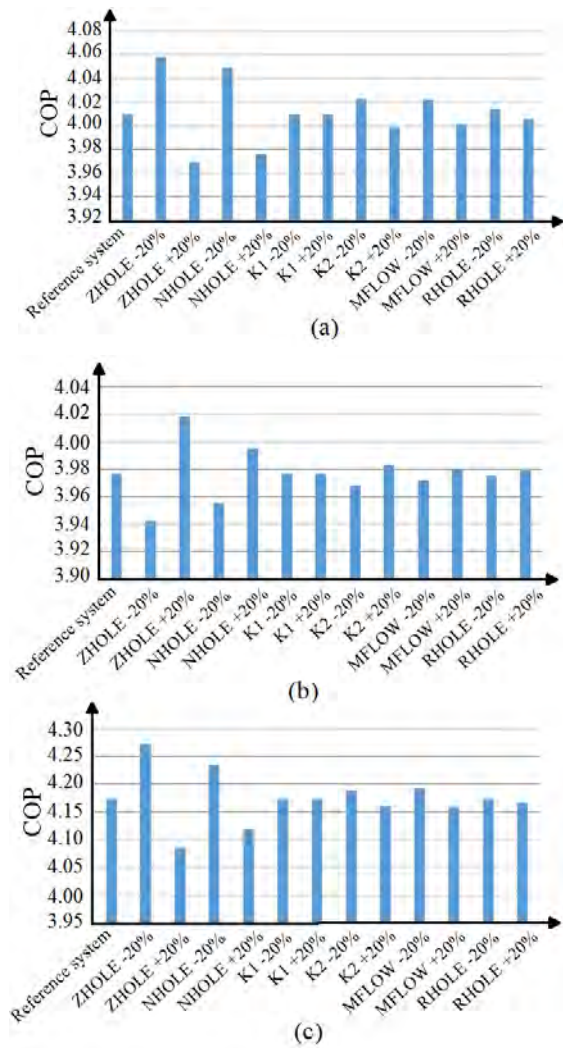 4.08
4.06
4.04
4.02
4.00
3.98
3.96
3.94
3.92
COP
Reference system
ZHOLE -20%
ZHOLE +20%
NHOLE -20%
NHOLE +20%
K1 -20%
K1 +20%
K2 -20%
K2 +20%
MFLOW -20%
MFLOW +20%
RHOLE -20%
RHOLE +20%
(a)
4.04
4.02
4.00
3.98
3.96
3.94
3.92
3.90
COP
Reference system
ZHOLE -20%
ZHOLE +20%
NHOLE -20%
NHOLE +20%
K1 -20%
K1 +20%
K2 -20%
K2 +20%
MFLOW -20%
MFLOW +20%
RHOLE -20%
RHOLE +20%
(b)
4.30
4.25
4.20
4.15
4.10
4.05
4.00
3.95
COP
Reference system
ZHOLE -20%
ZHOLE +20%
NHOLE -20%
NHOLE +20%
K1 -20%
K1 +20%
K2 -20%
K2 +20%
MFLOW -20%
MFLOW +20%
RHOLE -20%
RHOLE +20%
(c)